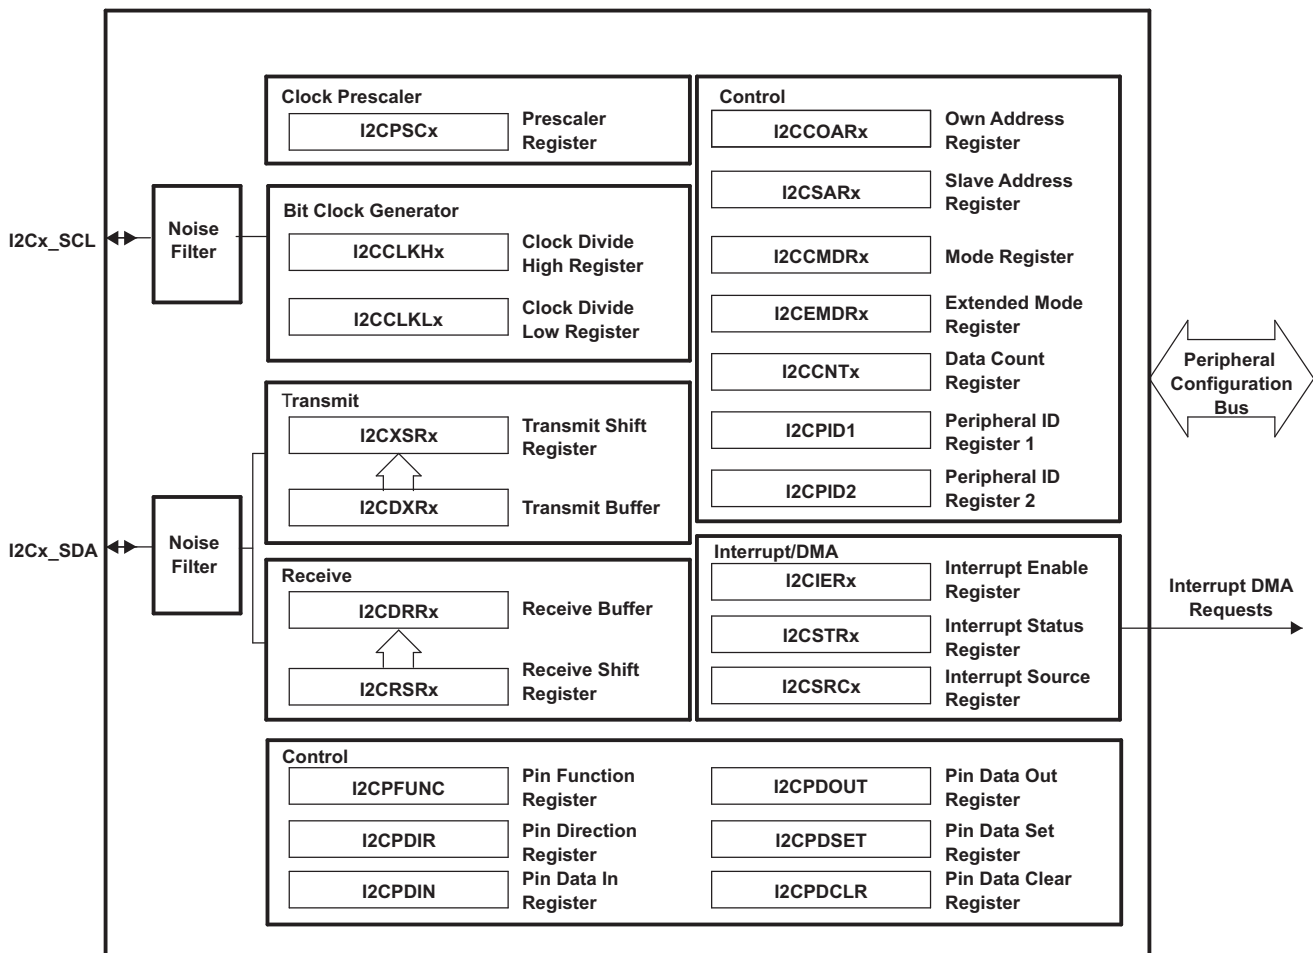 Clock Prescaler
I2CPSCx
Prescaler
Register
I2Cx_SCL
Noise
Filter
Bit Clock Generator
I2CCLKHx
Clock Divide
High Register
I2CCLKLx
Clock Divide
Low Register
Transmit
I2CXSRx
Transmit Shift
Register
I2CDXRx
Transmit Buffer
I2Cx_SDA
Noise
Filter
Receive
I2CDRRx
Receive Buffer
I2CRSRx
Receive Shift
Register
Control
I2CCOARx
Own Address
Register
I2CSARx
Slave Address
Register
I2CCMDRx
Mode Register
I2CEMDRx
Extended Mode
Register
I2CCNTx
Data Count
Register
I2CPID1
Peripheral ID
Register 1
I2CPID2
Peripheral ID
Register 2
Peripheral
Configuration
Bus
Interrupt/DMA
I2CIERx
Interrupt Enable
Register
I2CSTRx
Interrupt Status
Register
I2CSRCx
Interrupt Source
Register
Interrupt DMA
Requests
Control
I2CPFUNC
Pin Function
Register
I2CPDIR
Pin Direction
Register
I2CPDIN
Pin Data In
Register
I2CPDOUT
Pin Data Out
Register
I2CPDSET
Pin Data Set
Register
I2CPDCLR
Pin Data Clear
Register